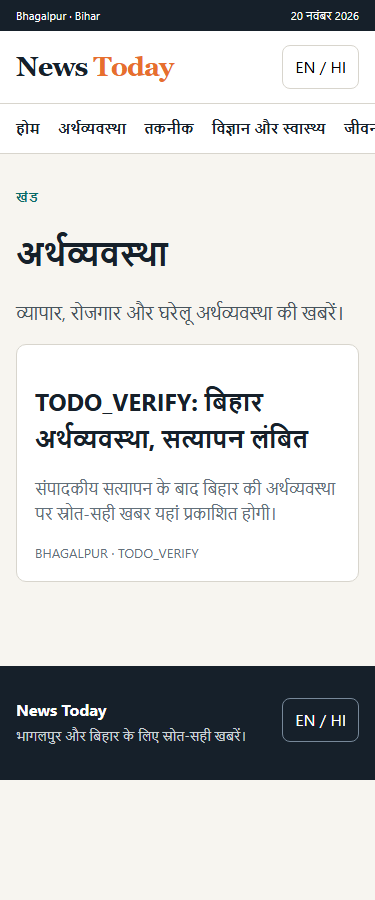 Bhagalpur · Bihar
20 नवंबर 2026
News Today
EN / HI
होम अर्थव्यवस्था तकनीक विज्ञान और स्वास्थ्य जीवन
खंड
अर्थव्यवस्था
व्यापार, रोजगार और घरेलू अर्थव्यवस्था की खबरें।
TODO_VERIFY: बिहार
अर्थव्यवस्था, सत्यापन लंबित
संपादकीय सत्यापन के बाद बिहार की अर्थव्यवस्था
पर स्रोत-सही खबर यहां प्रकाशित होगी।
BHAGALPUR · TODO_VERIFY
News Today
भागलपुर और बिहार के लिए स्रोत-सही खबरें।
EN / HI